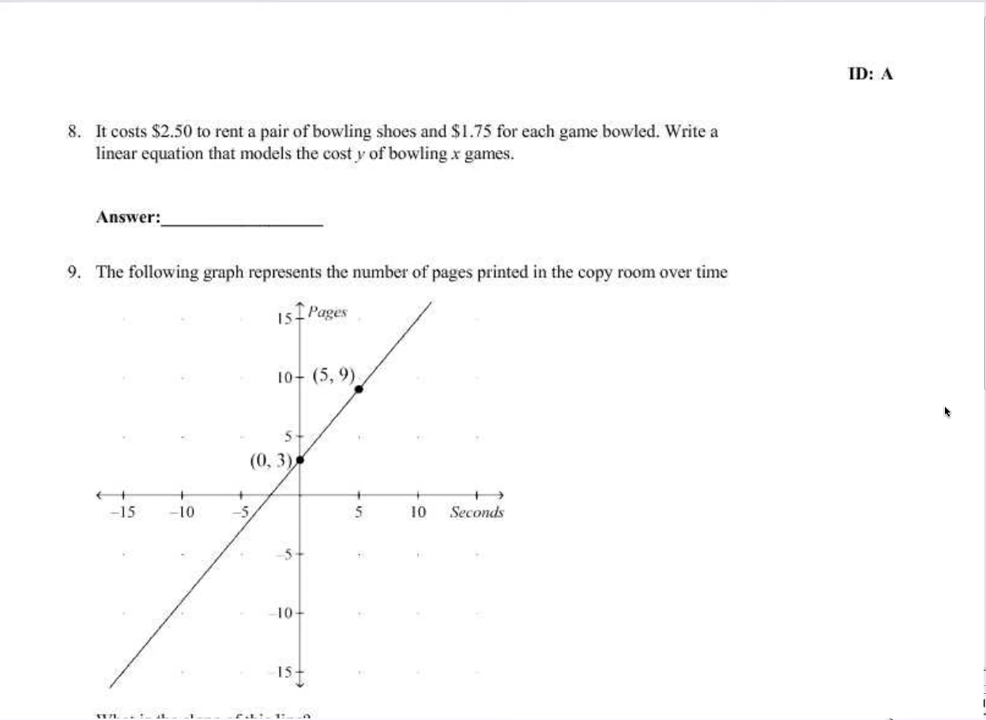 ID: A
8. It costs $2.50 to rent a pair of bowling shoes and $1.75 for each game bowled. Write a
linear equation that models the cost y of bowling x games.
Answer:
9. The following graph represents the number of pages printed in the copy room over time
15 Pages
10 (5, 9)
5
(0, 3)
-15 -10 -5 5 10 Seconds
-5
-10
15